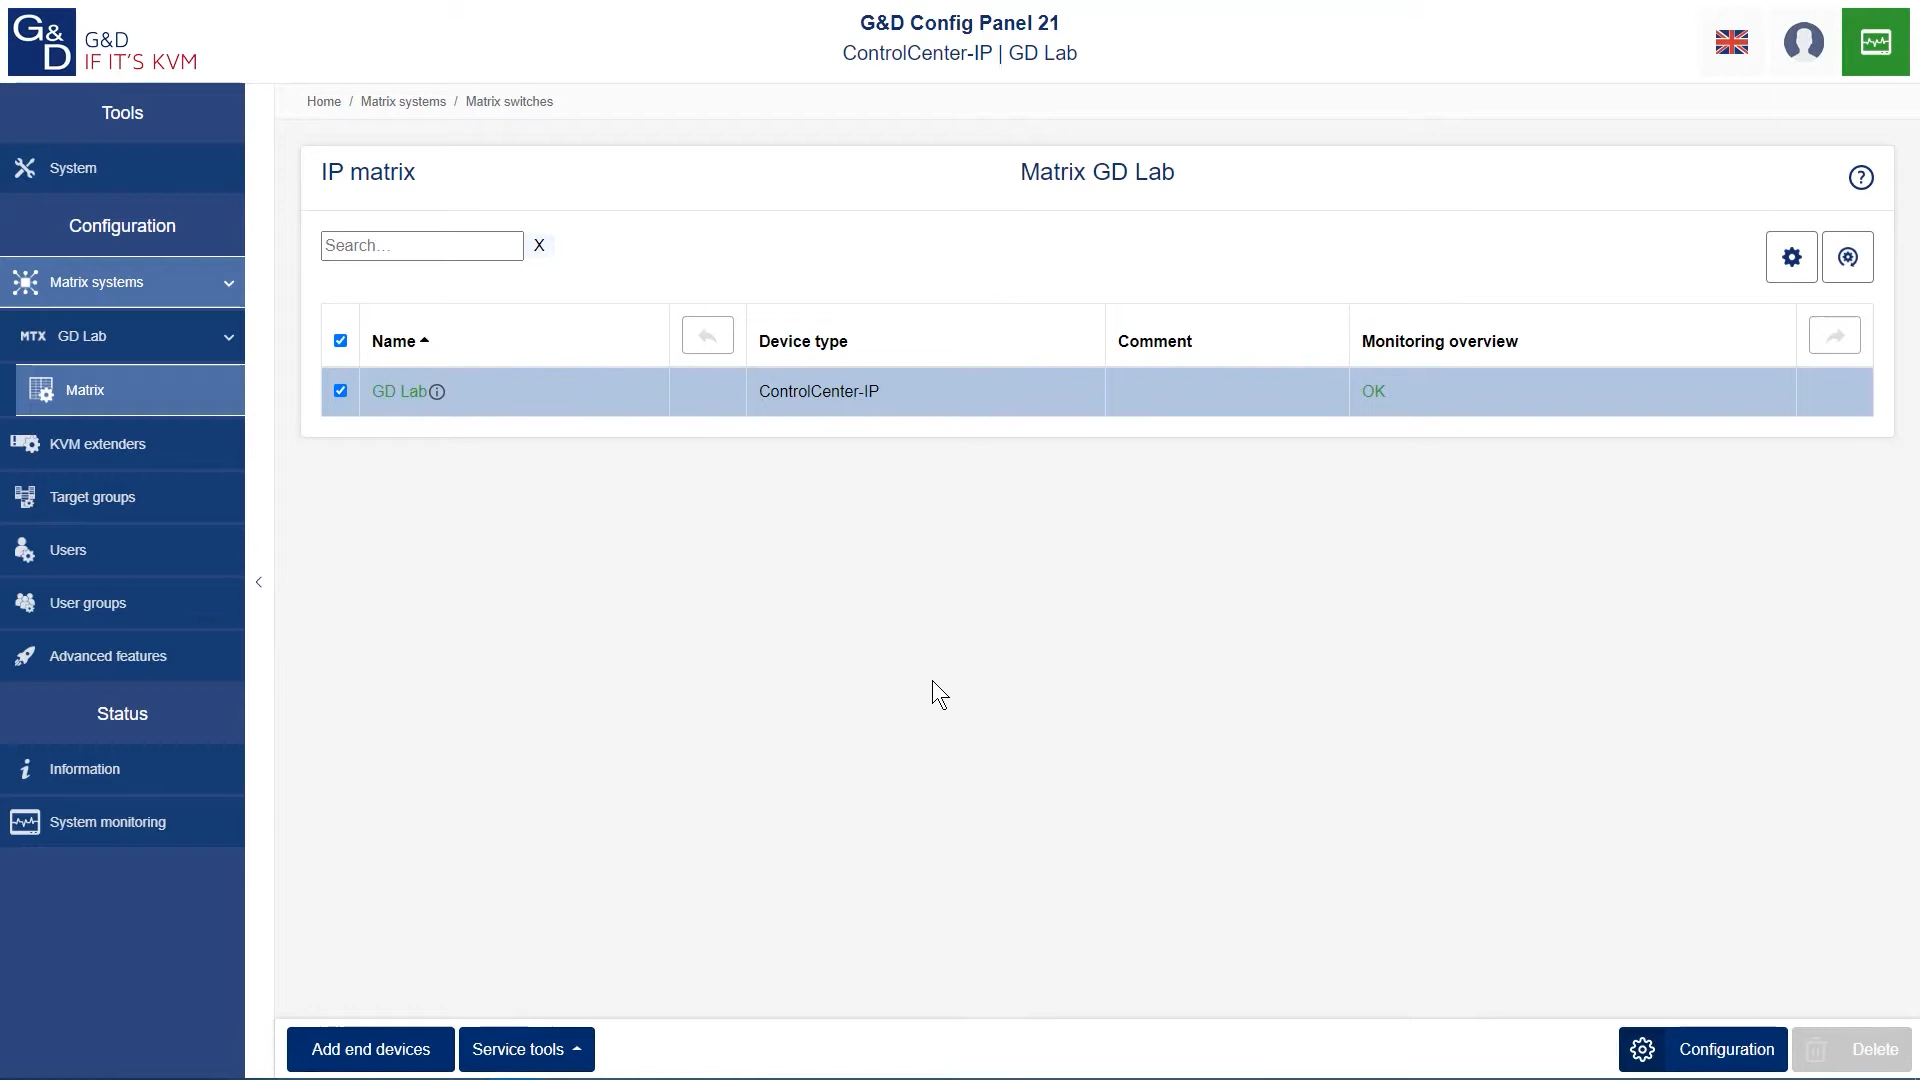 G&D Config Panel 21
ControlCenter-IP | GD Lab
G&D
G&D
IF IT'S KVM
Tools
System
Configuration
Matrix systems
MTX GD Lab
Matrix
KVM extenders
Target groups
Users
User groups
Advanced features
Status
Information
System monitoring
Home / Matrix systems / Matrix switches
IP matrix
Matrix GD Lab
?
Search...
X
Name
Device type
Comment
Monitoring overview
GD Lab
ControlCenter-IP
OK
Add end devices
Service tools
Configuration
Delete